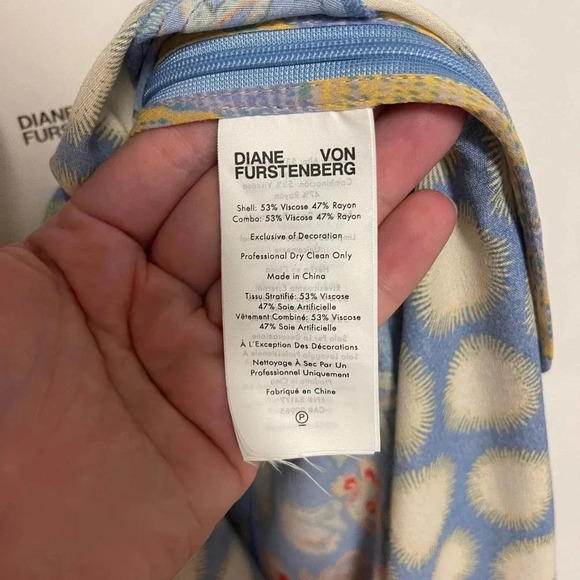 DIANE
FURSTENBERG
DIANE VON
FURSTENBERG
Shell: 53% Viscose 47% Rayon
Combo: 53% Viscose 47% Rayon
Exclusive of Decoration
Professional Dry Clean Only
Made in China
Tissu Stratifié: 53% Viscose
47% Soie Artificielle
Vêtement Combiné: 53% Viscose
47% Soie Artificielle
À L'Exception Des Décorations
Nettoyage À Sec Par Un
Professionnel Uniquement
Fabriqué en Chine
P